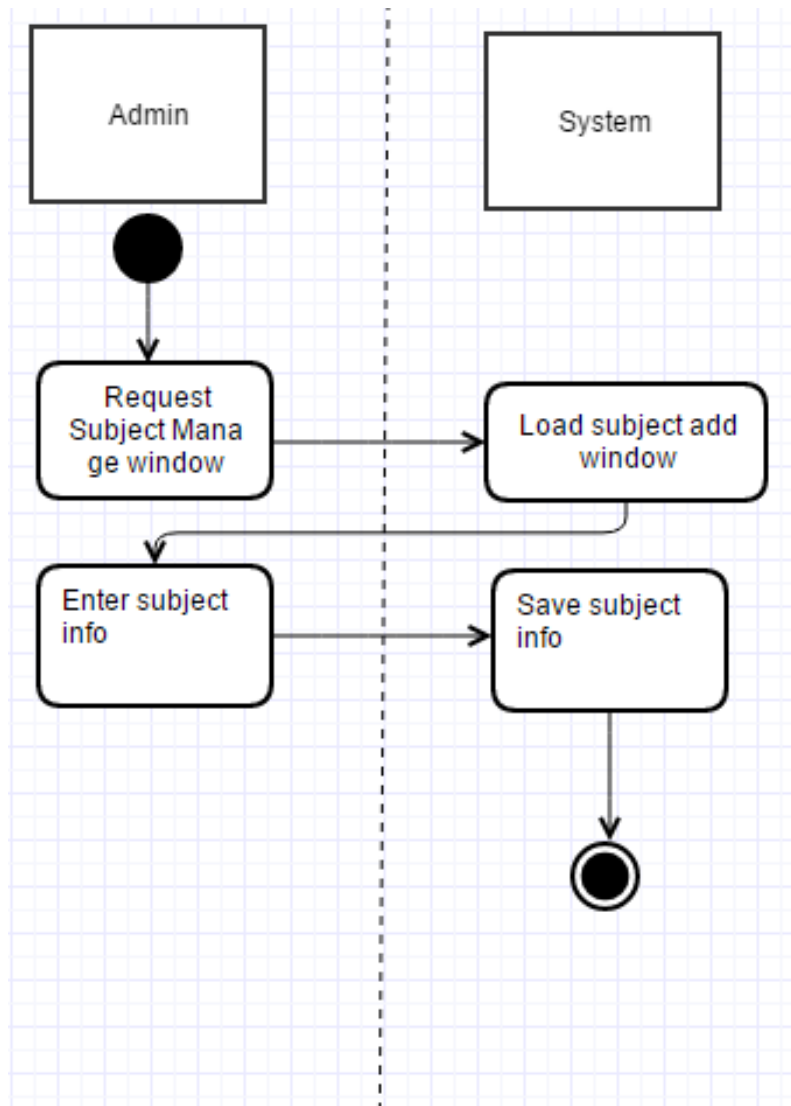 Admin
System
Request
Subject Mana
ge window
Load subject add
window
Enter subject
info
Save subject
info